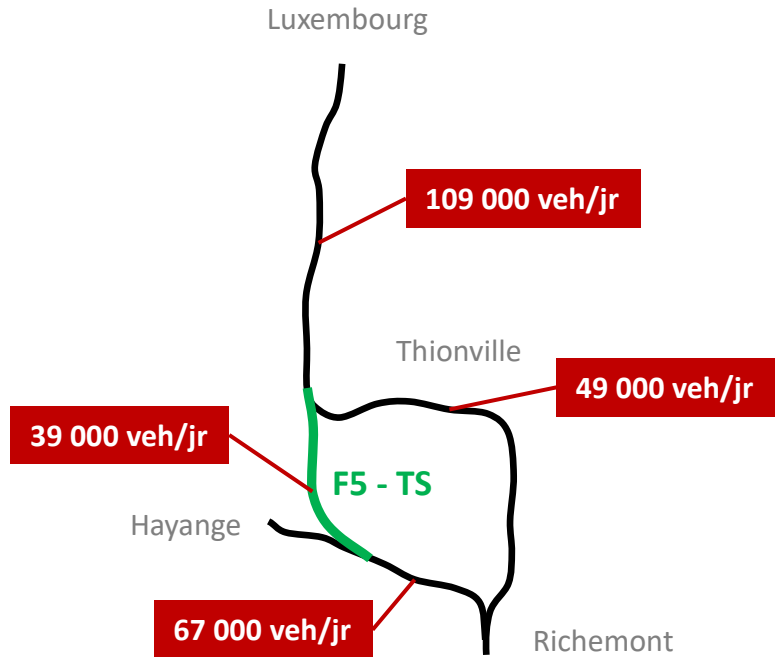 Luxembourg
109 000 veh/jr
Thionville
49 000 veh/jr
39 000 veh/jr
F5 - TS
Hayange
67 000 veh/jr
Richemont